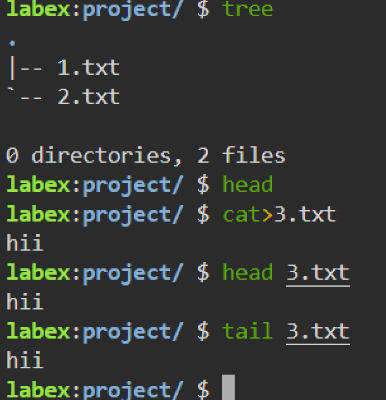 labex:project/ $ tree
.
|-- 1.txt
`-- 2.txt
0 directories, 2 files
labex:project/ $ head
labex:project/ $ cat>3.txt
hii
labex:project/ $ head 3.txt
hii
labex:project/ $ tail 3.txt
hii
labex:project/ $